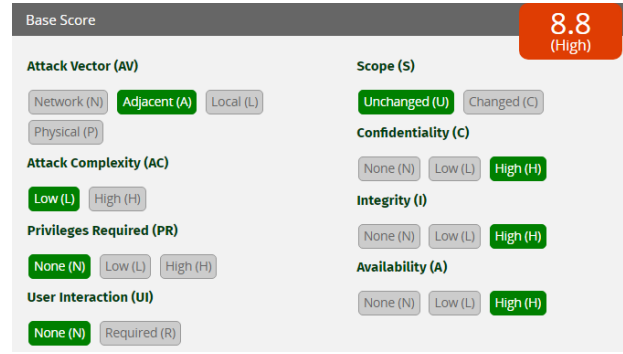 Base Score
8.8
(High)
Attack Vector (AV)
Network (N) Adjacent (A) Local (L)
Physical (P)
Attack Complexity (AC)
Low (L) High (H)
Privileges Required (PR)
None (N) Low (L) High (H)
User Interaction (UI)
None (N) Required (R)
Scope (S)
Unchanged (U) Changed (C)
Confidentiality (C)
None (N) Low (L) High (H)
Integrity (I)
None (N) Low (L) High (H)
Availability (A)
None (N) Low (L) High (H)